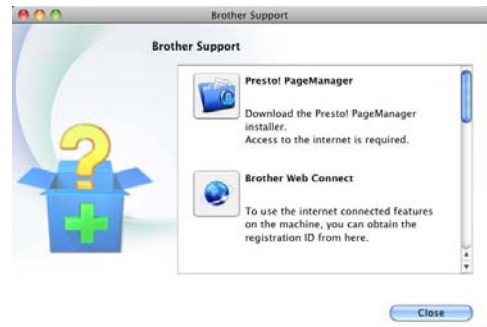 Brother Support
Brother Support
Presto! PageManager
Download the Presto! PageManager
installer.
Access to the internet is required.
Brother Web Connect
To use the internet connected features
on the machine, you can obtain the
registration ID from here.
Close